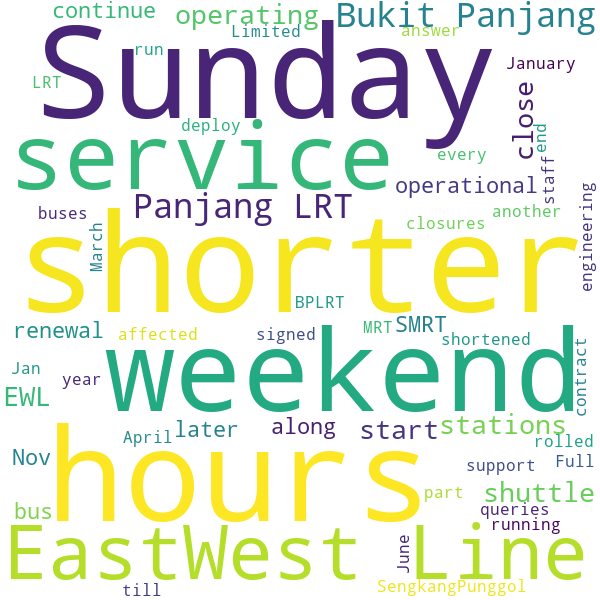 continue
operating
Bukit Panjang
Limited
answer
Sunday
run
January
LRT
close
deploy
end
service
every
staff
operational
engineering
Panjang LRT
buses
another
closures
March
shorter
BPLRT
renewal
affected
signed
MRT
SMRT
shortened
weekend
contract
Jan
year
EWL
along
start
stations
later
April
rolled
Nov
hours
support
Full
part
shuttle
bus
queries
running
EastWest Line
June
till
SengkangPunggol